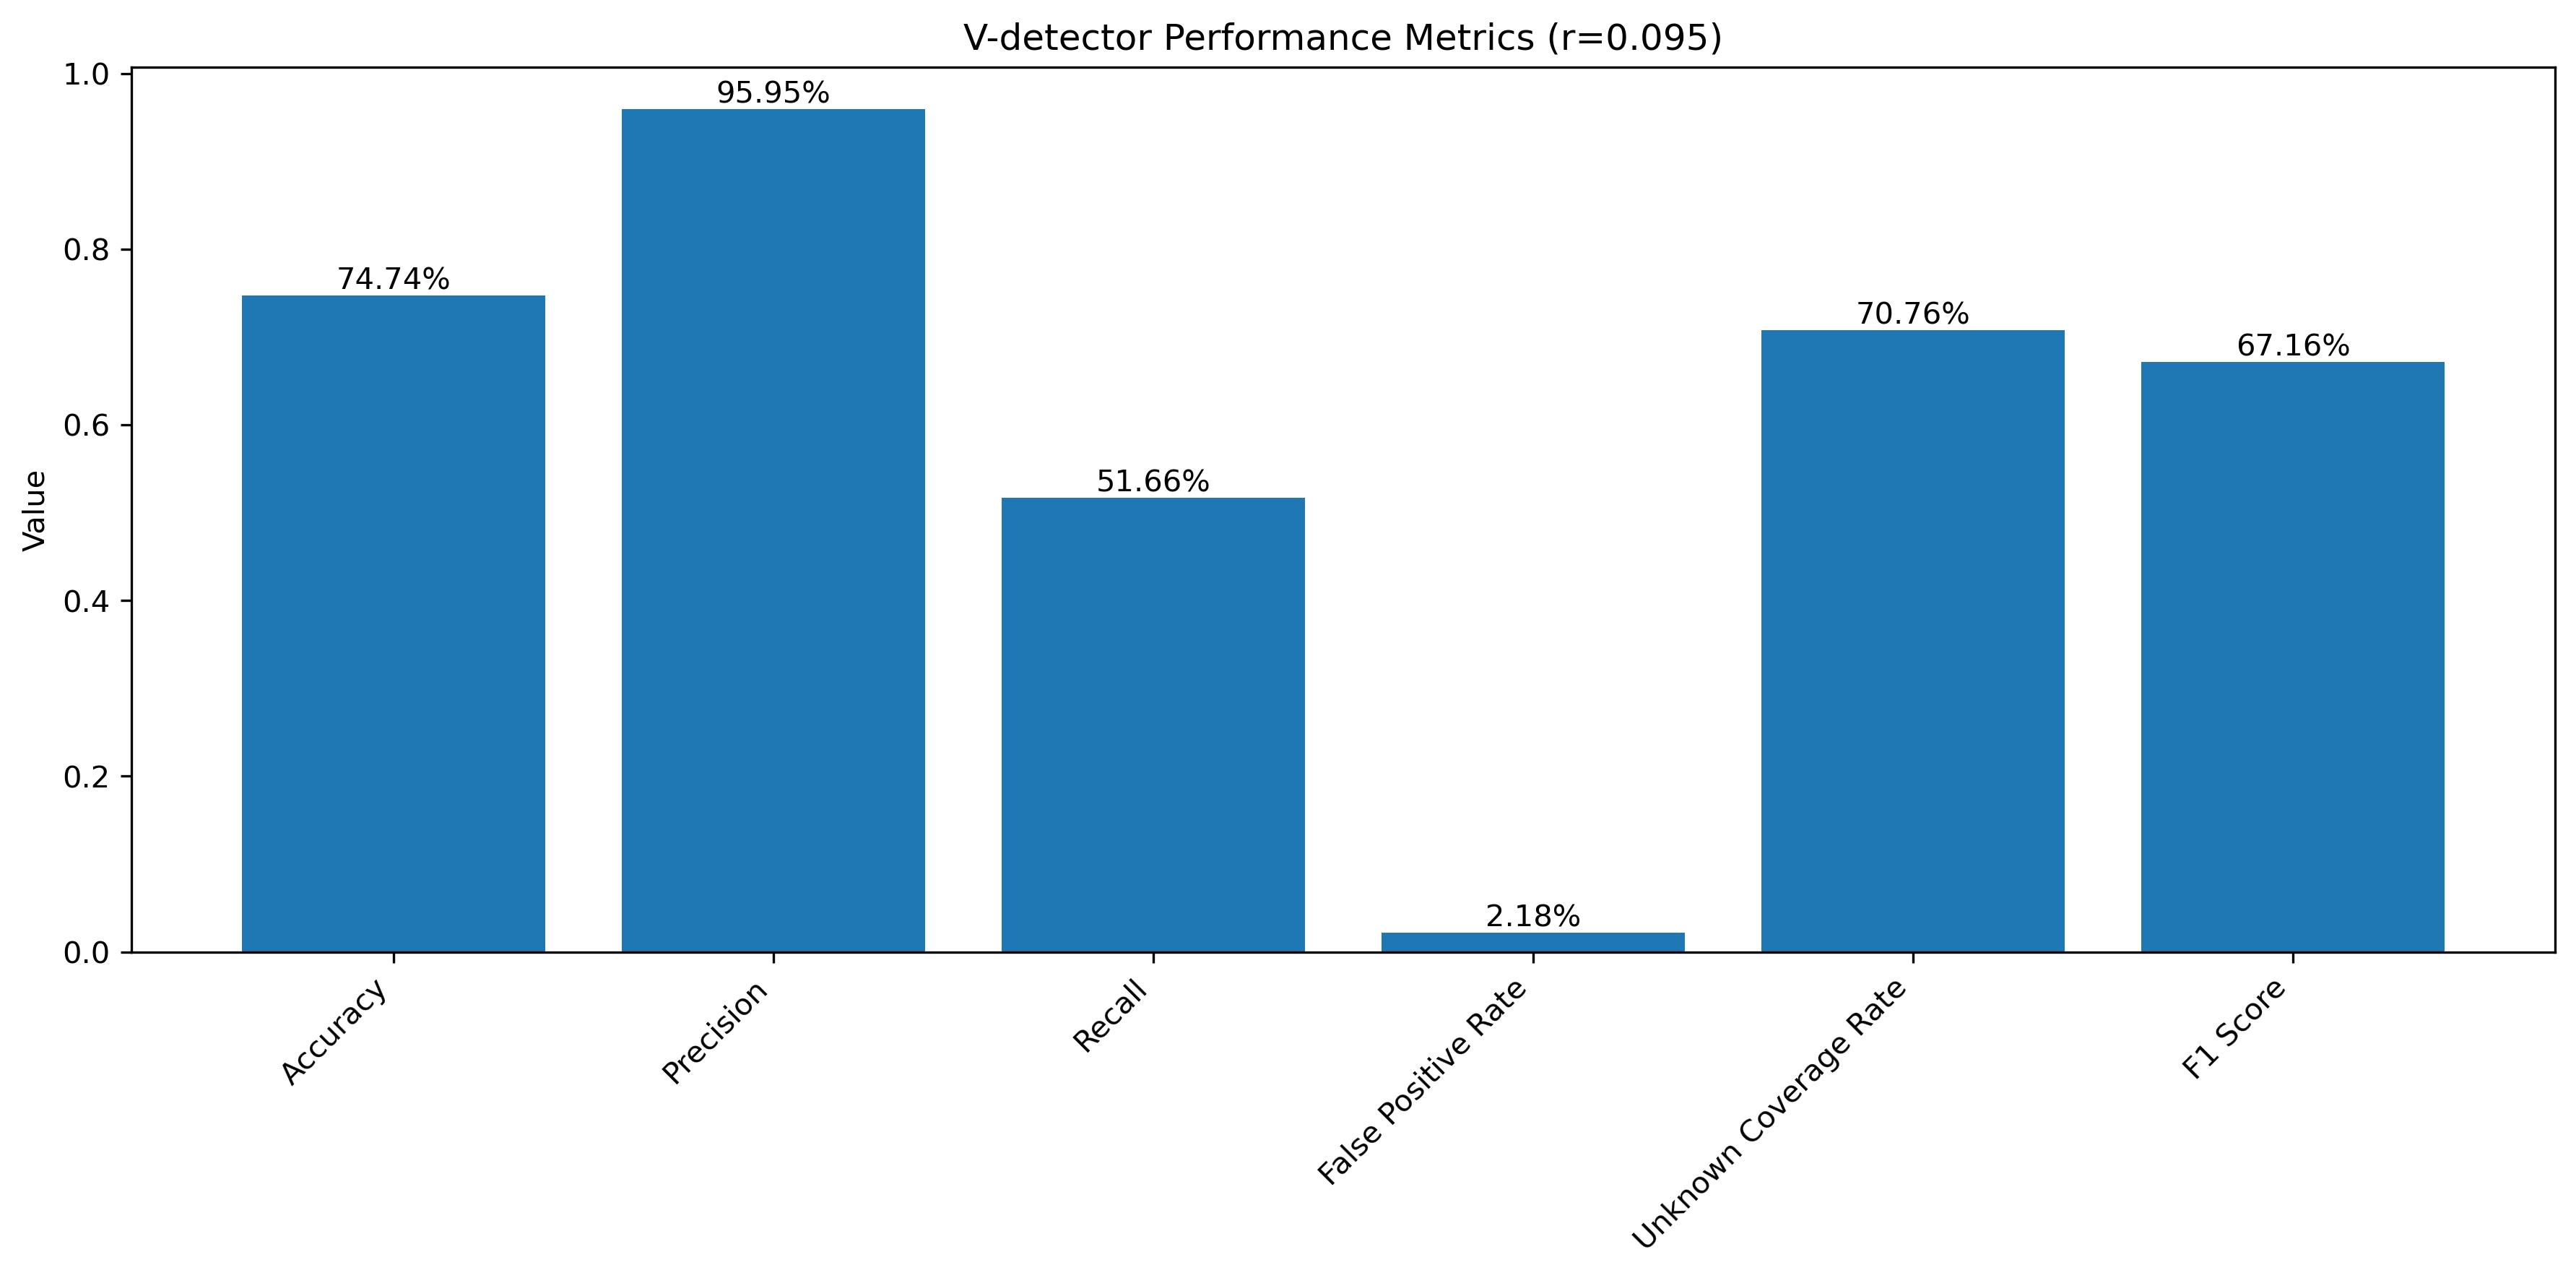 V-detector Performance Metrics (r=0.095)
Value
1.0
0.8
0.6
0.4
0.2
0.0
74.74%
95.95%
51.66%
2.18%
70.76%
67.16%
Accuracy
Precision
Recall
False Positive Rate
Unknown Coverage Rate
F1 Score